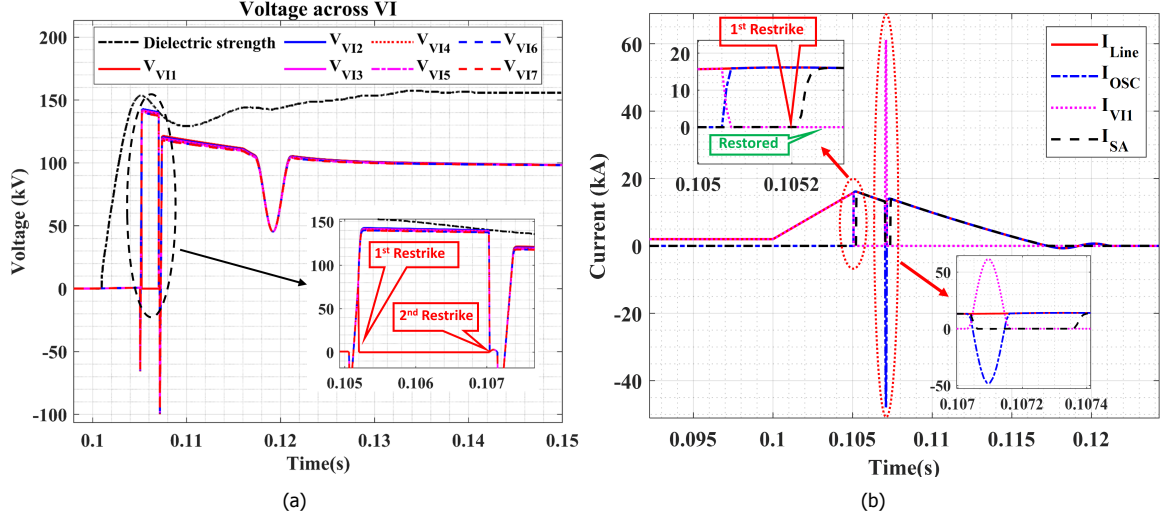 Voltage across VI
Voltage (kV)
200
150
100
50
0
-50
-100
Dielectric strength
V_VI1
V_VI2
V_VI3
V_VI4
V_VI5
V_VI6
V_VI7
150
100
50
0
1st Restrike
2nd Restrike
0.105 0.106 0.107
0.1 0.11 0.12 0.13 0.14 0.15
Time(s)
(a)
Current (kA)
60
40
20
0
-20
-40
20
10
0
1st Restrike
Restored
0.105 0.1052
I_Line
I_OSC
I_VI1
I_SA
50
0
-50
0.107 0.1072 0.1074
0.095 0.1 0.105 0.11 0.115 0.12
Time(s)
(b)